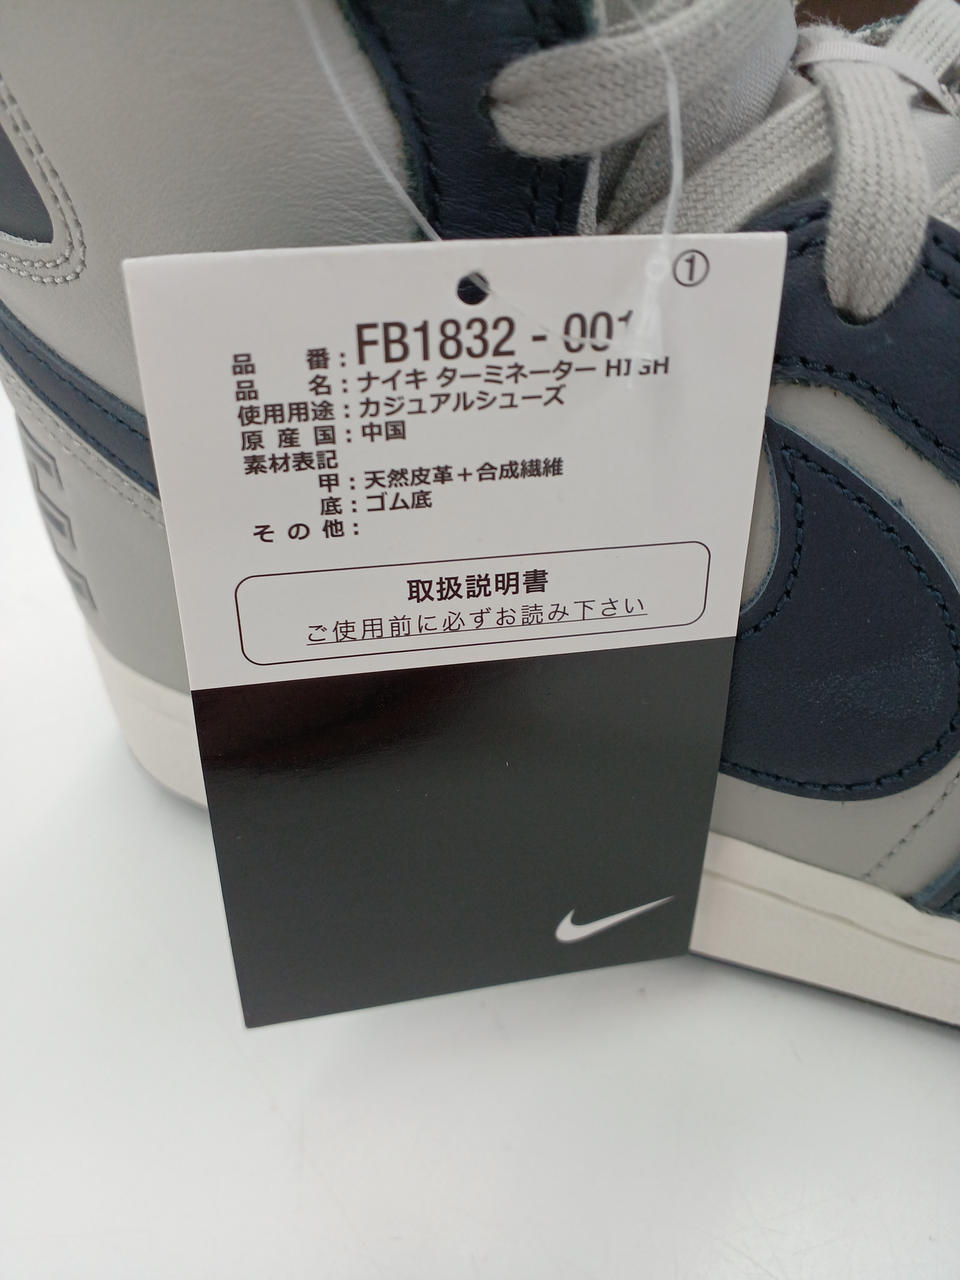 ①
品番：FB1832 - 001
品名：ナイキ ターミネーター HIGH
使用用途：カジュアルシューズ
原産国：中国
素材表記
甲：天然皮革＋合成繊維
底：ゴム底
その他：
取扱説明書
ご使用前に必ずお読み下さい